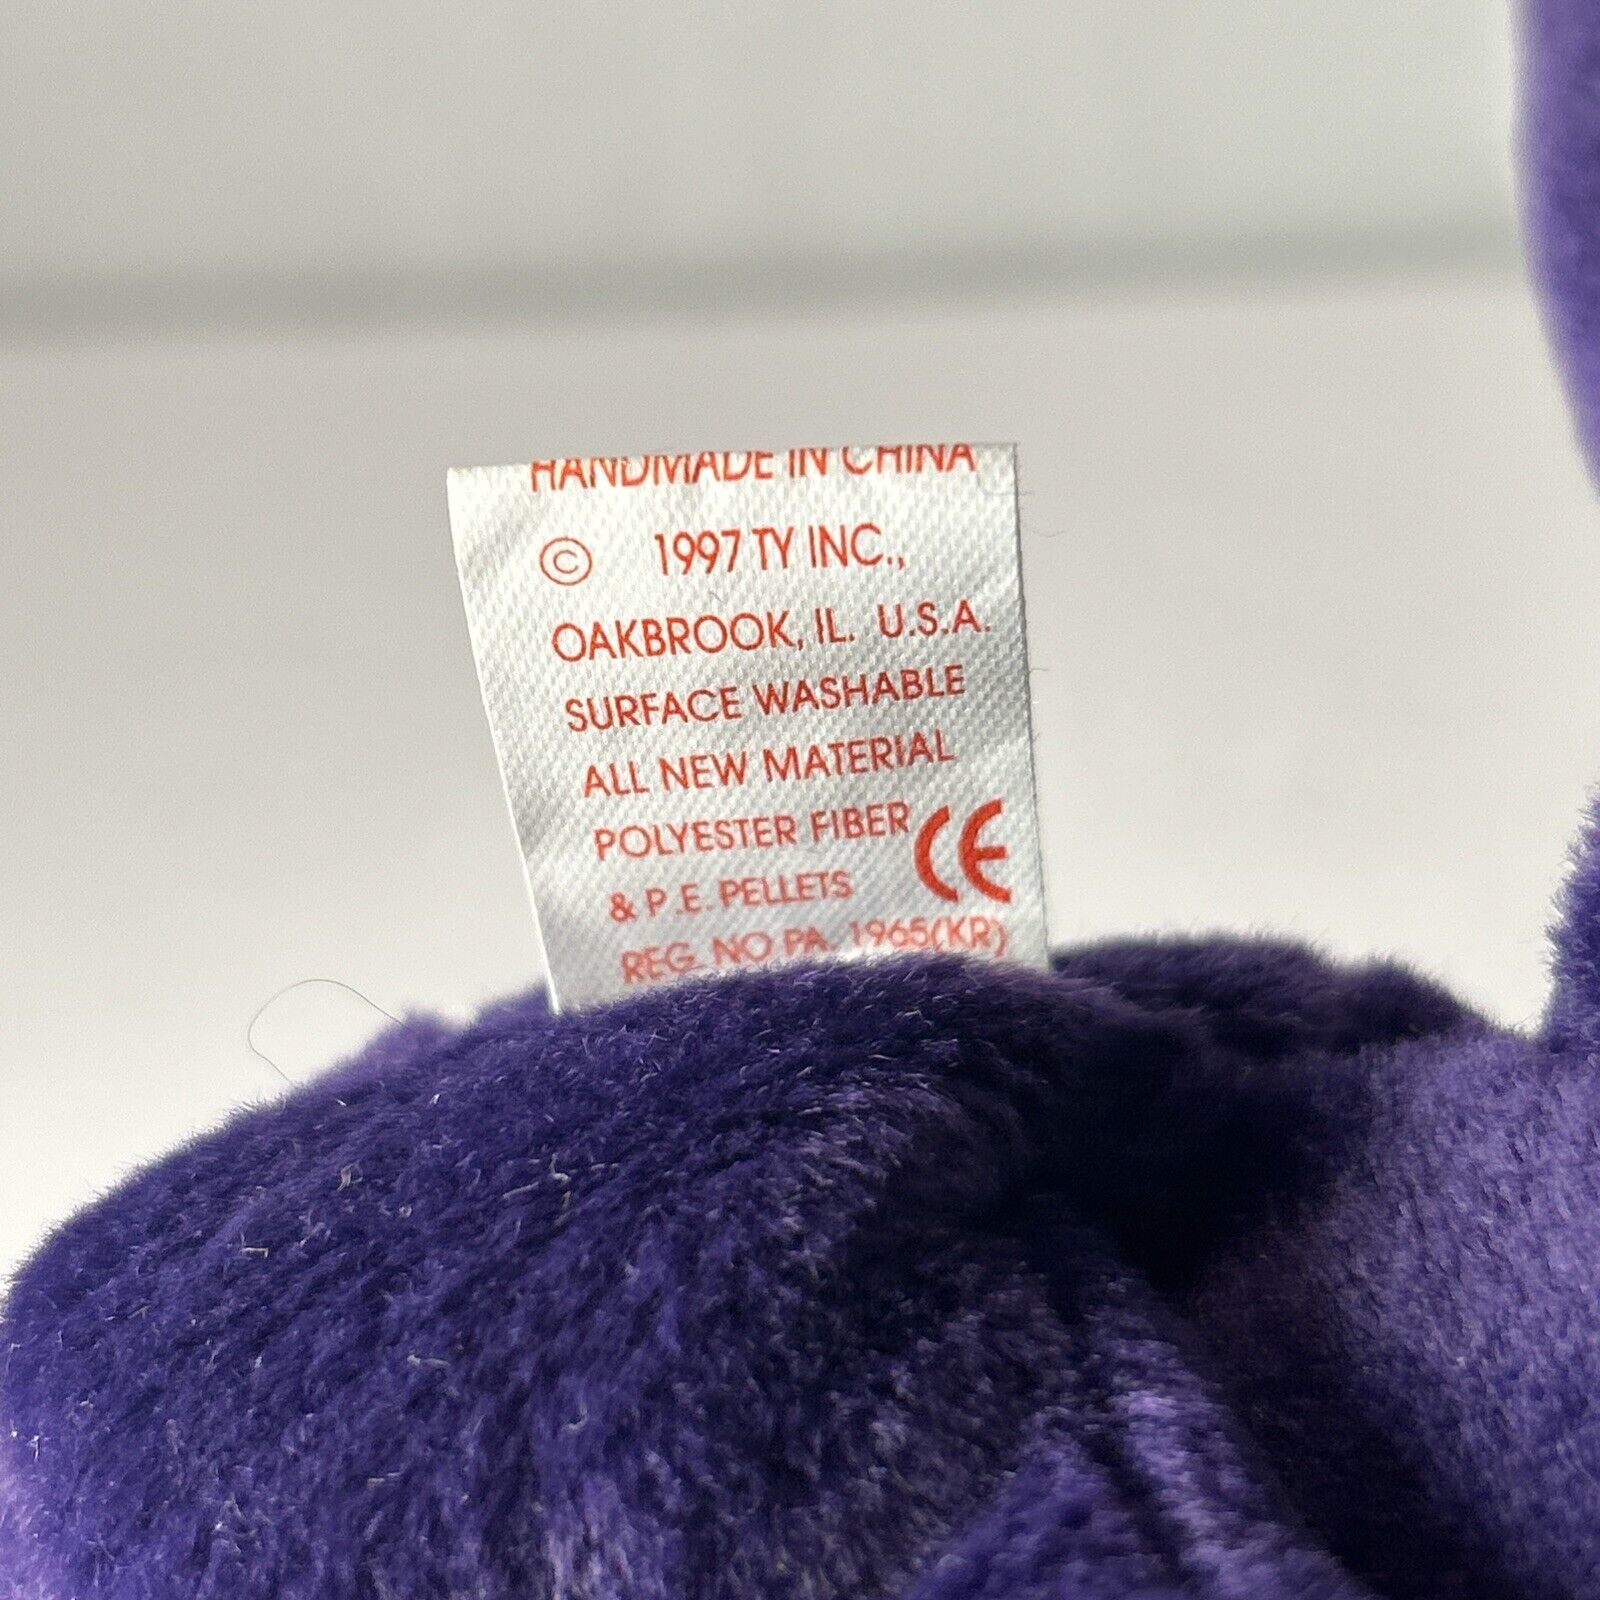 HANDMADE IN CHINA
© 1997 TY INC.,
OAKBROOK, IL. U.S.A.
SURFACE WASHABLE
ALL NEW MATERIAL
POLYESTER FIBER
& P.E. PELLETS CE
REG. NO PA. 1965(KR)